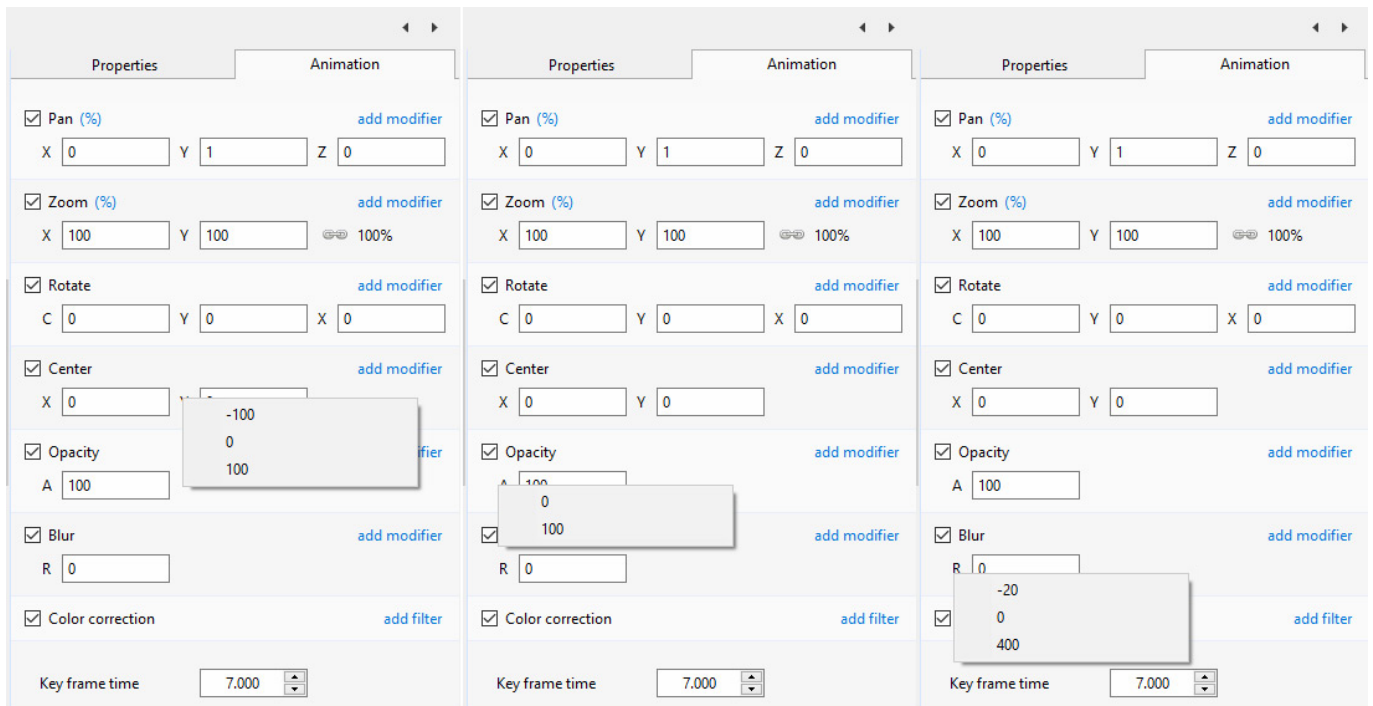 Properties Animation
Pan (%) add modifier
X 0 Y 1 Z 0
Zoom (%) add modifier
X 100 Y 100 100%
Rotate add modifier
C 0 Y 0 X 0
Center add modifier
X 0
-100
0
100
Opacity
A 100
Blur add modifier
R 0
Color correction add filter
Key frame time 7.000
Properties Animation
Pan (%) add modifier
X 0 Y 1 Z 0
Zoom (%) add modifier
X 100 Y 100 100%
Rotate add modifier
C 0 Y 0 X 0
Center add modifier
X 0 Y 0
Opacity add modifier
A 100
0
100
add modifier
R 0
Color correction add filter
Key frame time 7.000
Properties Animation
Pan (%) add modifier
X 0 Y 1 Z 0
Zoom (%) add modifier
X 100 Y 100 100%
Rotate add modifier
C 0 Y 0 X 0
Center add modifier
X 0 Y 0
Opacity add modifier
A 100
Blur add modifier
R 0
-20
0
400
add filter
Key frame time 7.000